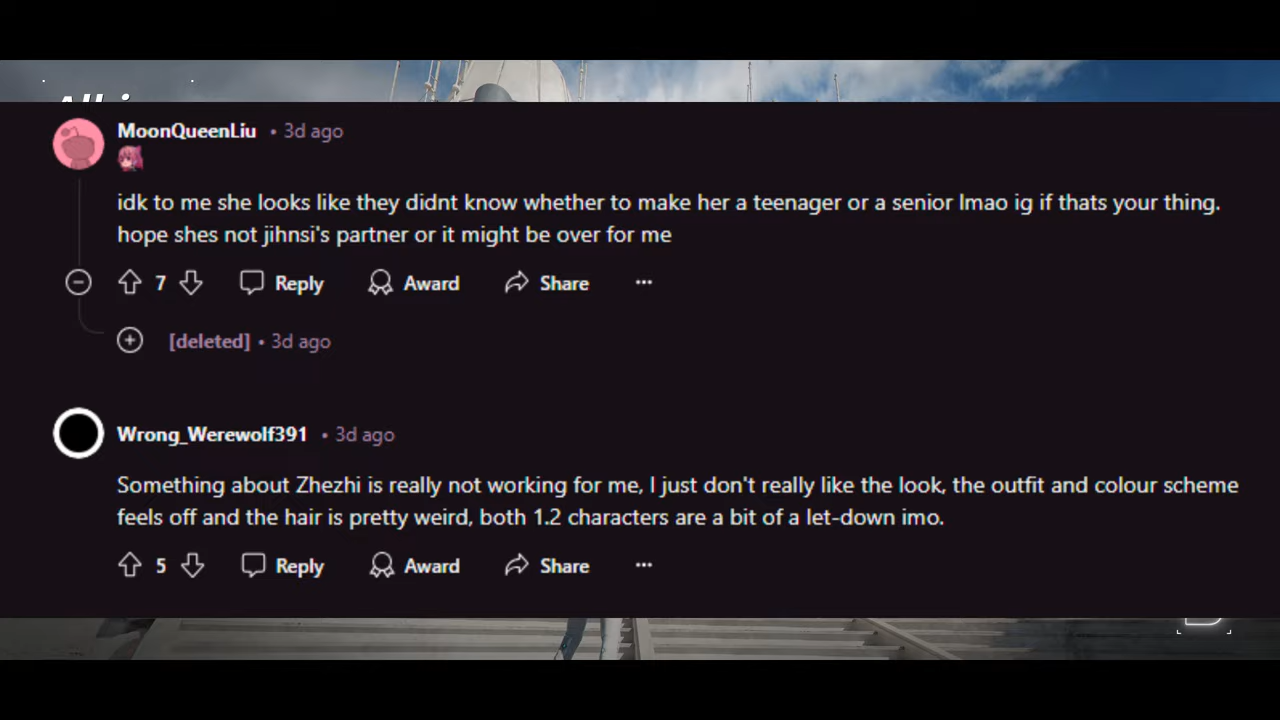 MoonQueenLiu • 3d ago
idk to me she looks like they didnt know whether to make her a teenager or a senior lmao ig if thats your thing.
hope shes not jihnsi's partner or it might be over for me
7 Reply Award Share ...
[deleted] • 3d ago
Wrong_Werewolf391 • 3d ago
Something about Zhezhi is really not working for me, I just don't really like the look, the outfit and colour scheme
feels off and the hair is pretty weird, both 1.2 characters are a bit of a let-down imo.
5 Reply Award Share ...